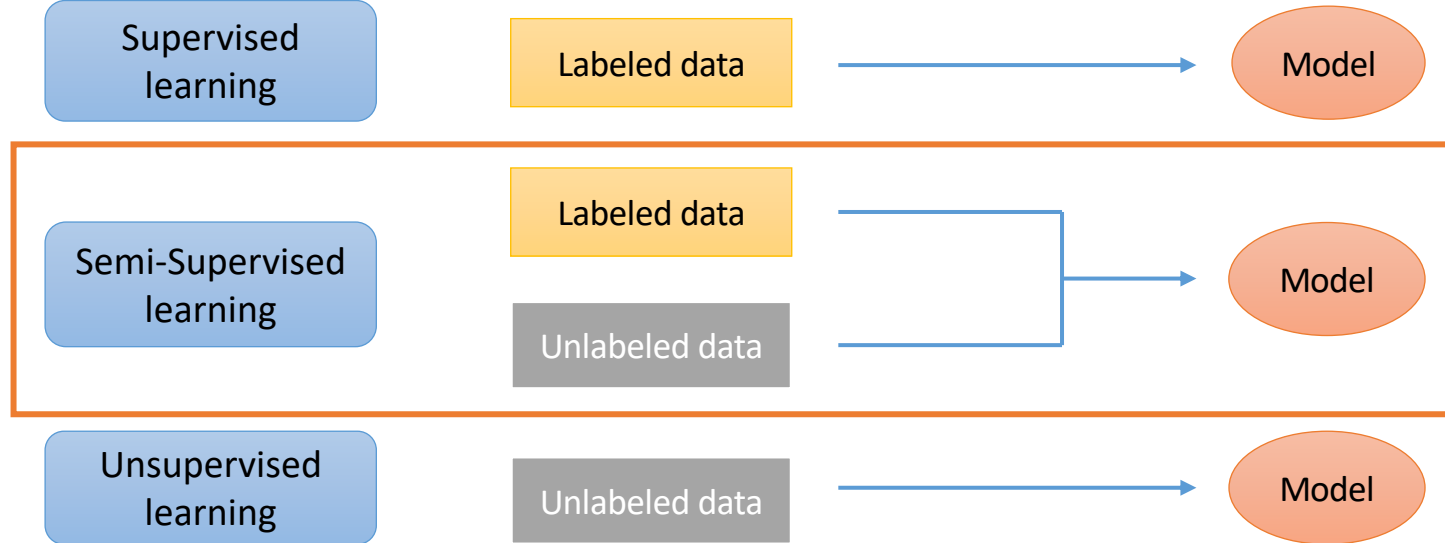 Supervised
learning
Labeled data
Model
Semi-Supervised
learning
Labeled data
Unlabeled data
Model
Unsupervised
learning
Unlabeled data
Model